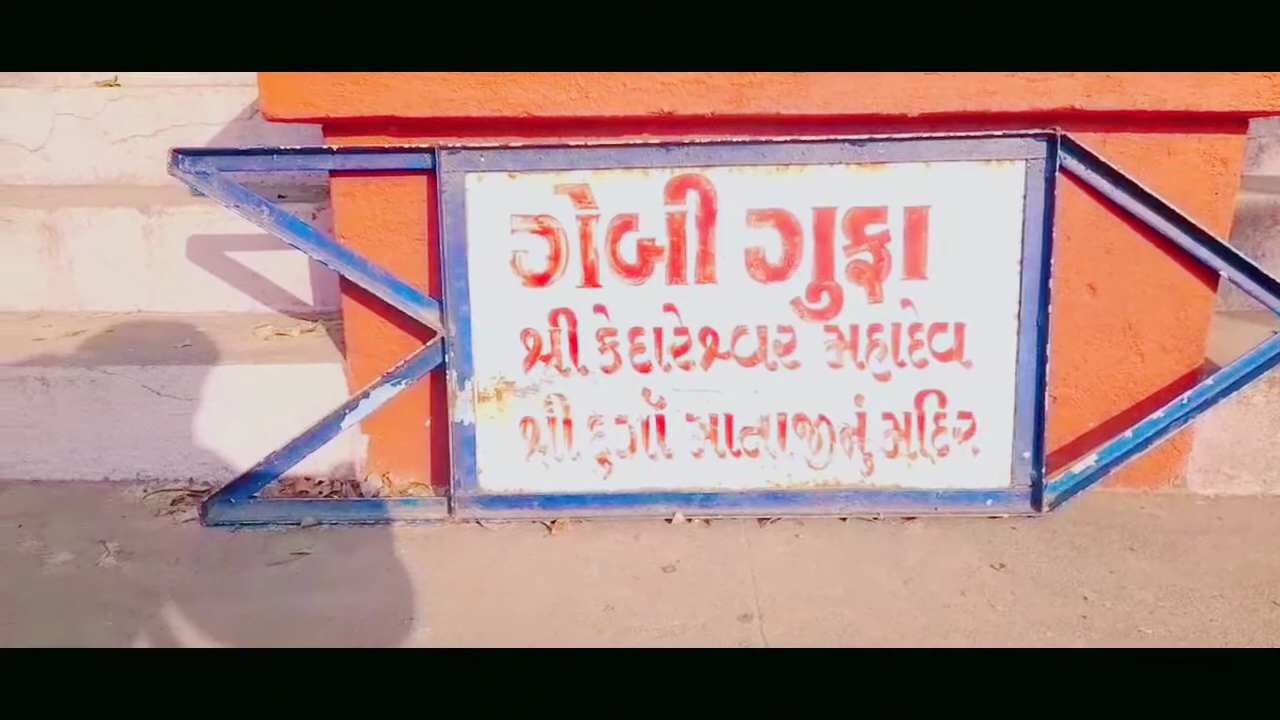 ગેબી ગુફા
શ્રી કેદારેશ્વર મહાદેવ
શ્રી દુર્ગા માતાજીનું મંદિર